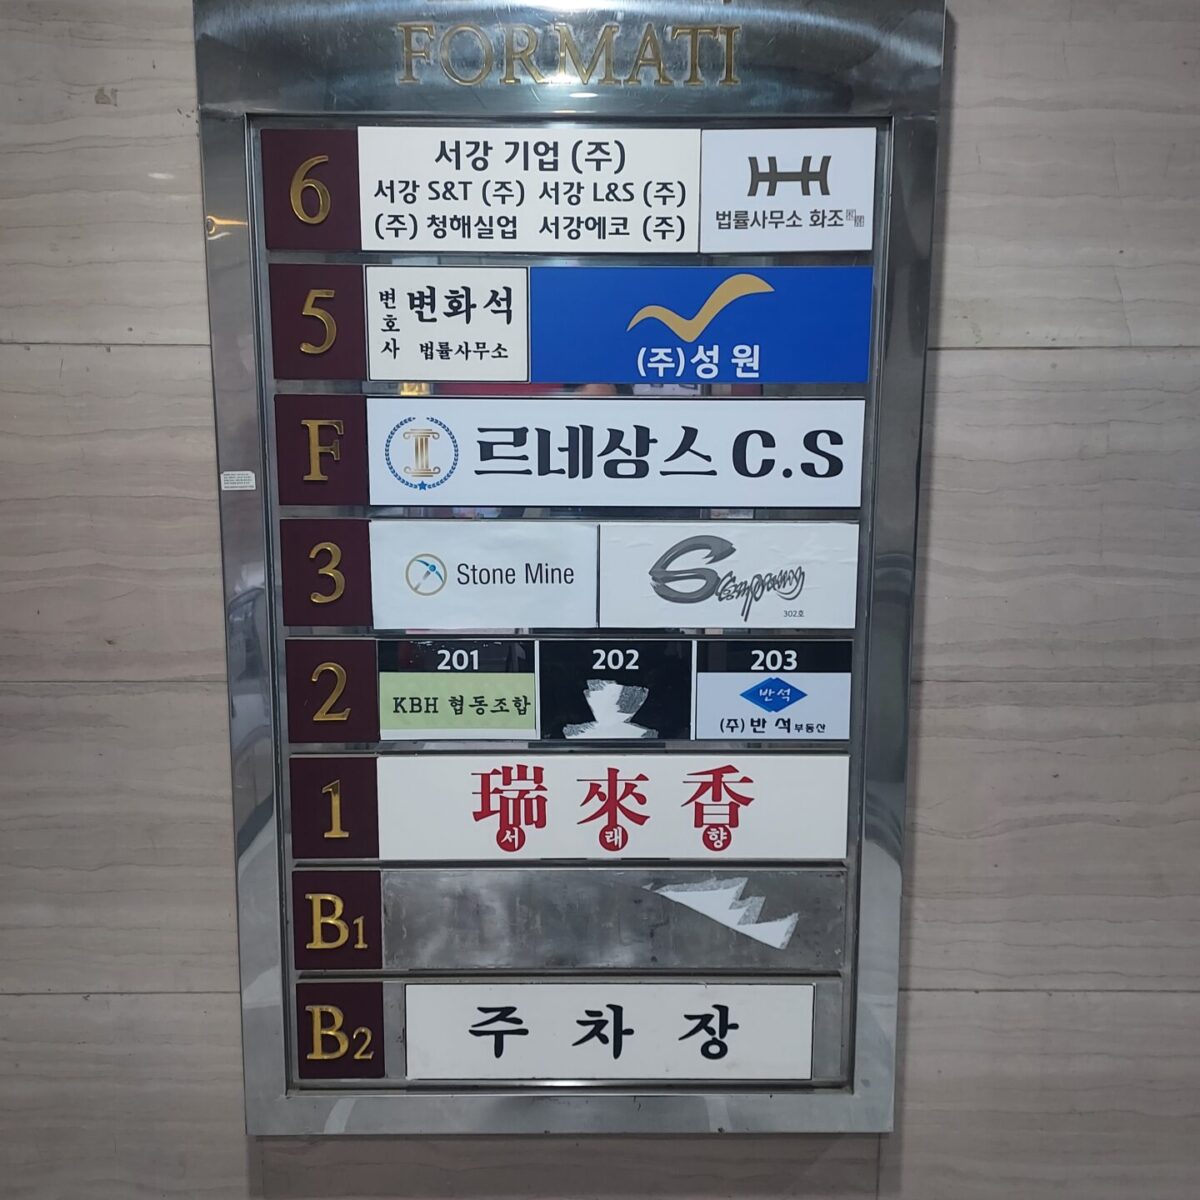 FORMATI
6
서강 기업 (주)
서강 S&T (주) 서강 L&S (주)
(주) 청해실업 서강에코 (주)
법률사무소 화조
5
변호사
변화석
법률사무소
(주)성원
F
르네상스 C.S
3
Stone Mine
S Company
302호
2
201
KBH 협동조합
202
203
반석
(주)반석부동산
1
瑞來香
서래향
B1
B2
주차장